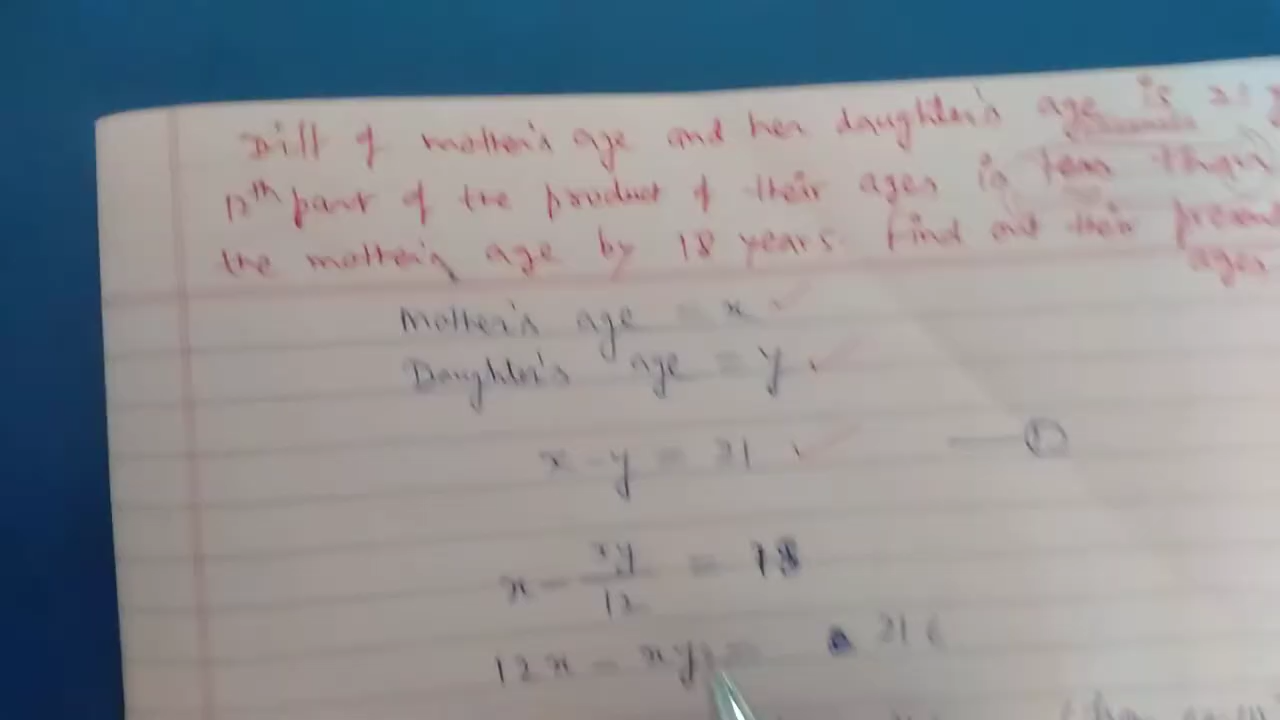 Diff of mother's age and her daughter's age is 21
12th part of the product of their ages is less than
the mother's age by 18 years. Find out their present
ages
Mother's age = x ✓
Daughter's age = y ✓
x - y = 21 ✓ —①
x - xy/12 = 18
12x - xy = 216